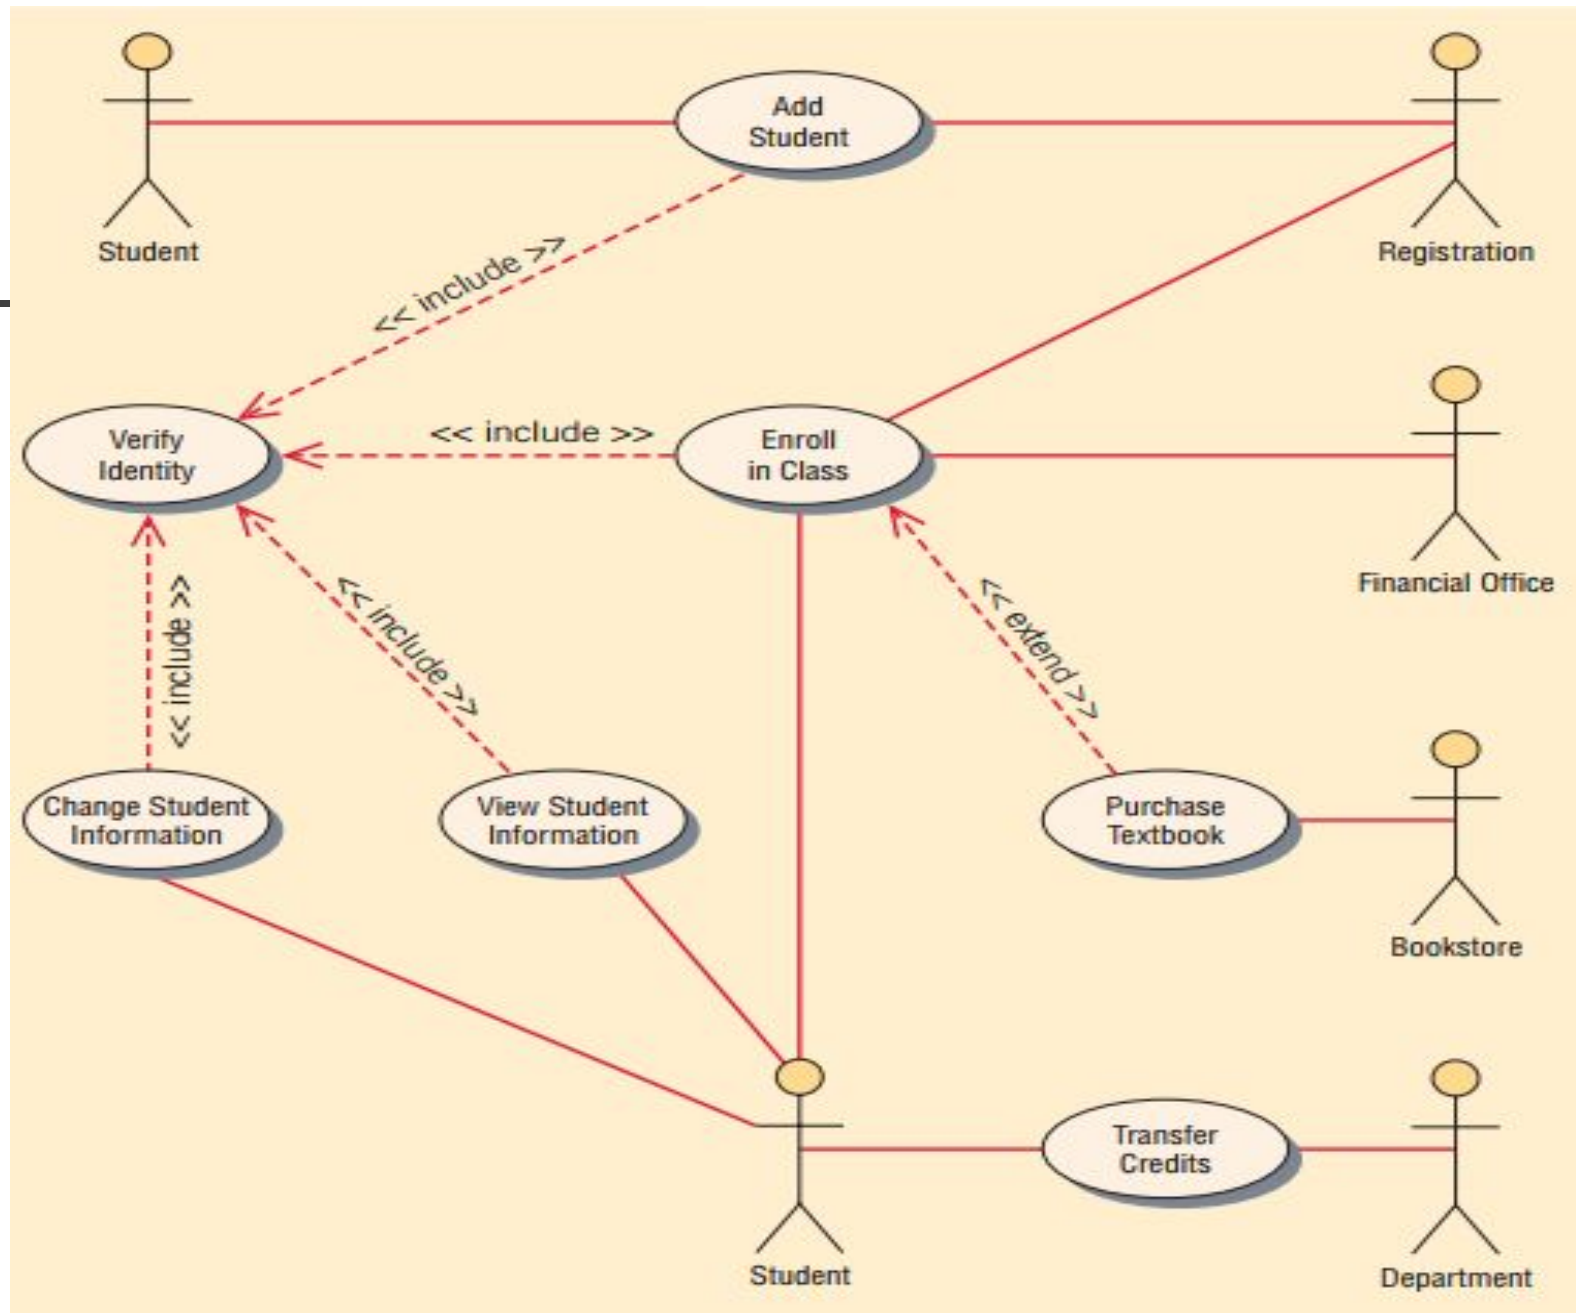 Add
Student
Student
Registration
<< include >>
Verify
Identity
<< include >>
Enroll
in Class
Financial Office
<< include >>
<< include >>
<< extend >>
Change Student
Information
View Student
Information
Purchase
Textbook
Bookstore
Transfer
Credits
Student
Department